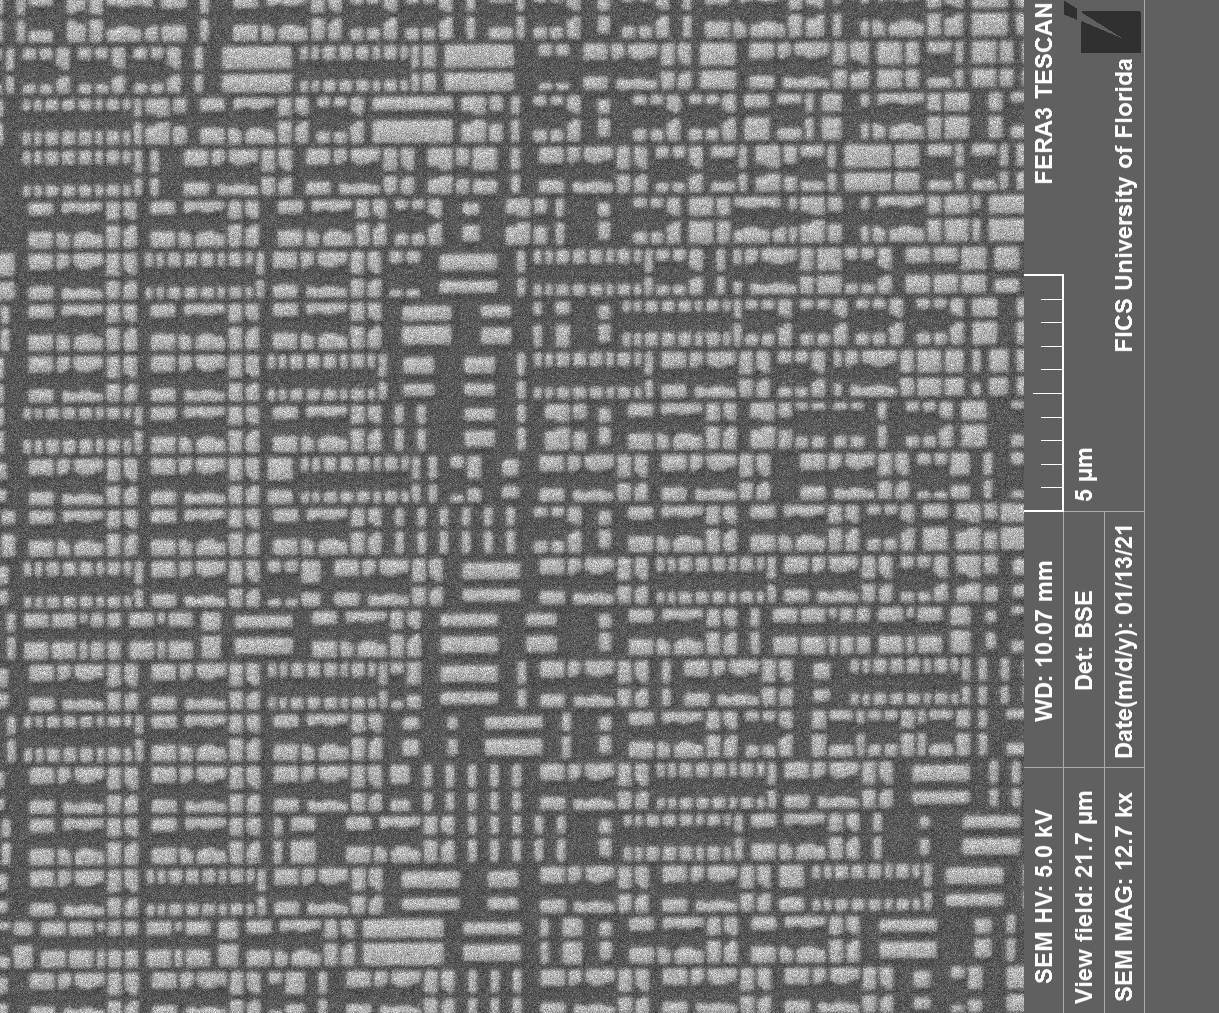 SEM HV: 5.0 kV
WD: 10.07 mm
FERA3 TESCAN
View field: 21.7 µm
Det: BSE
5 µm
SEM MAG: 12.7 kx
Date(m/d/y): 01/13/21
FICS University of Florida